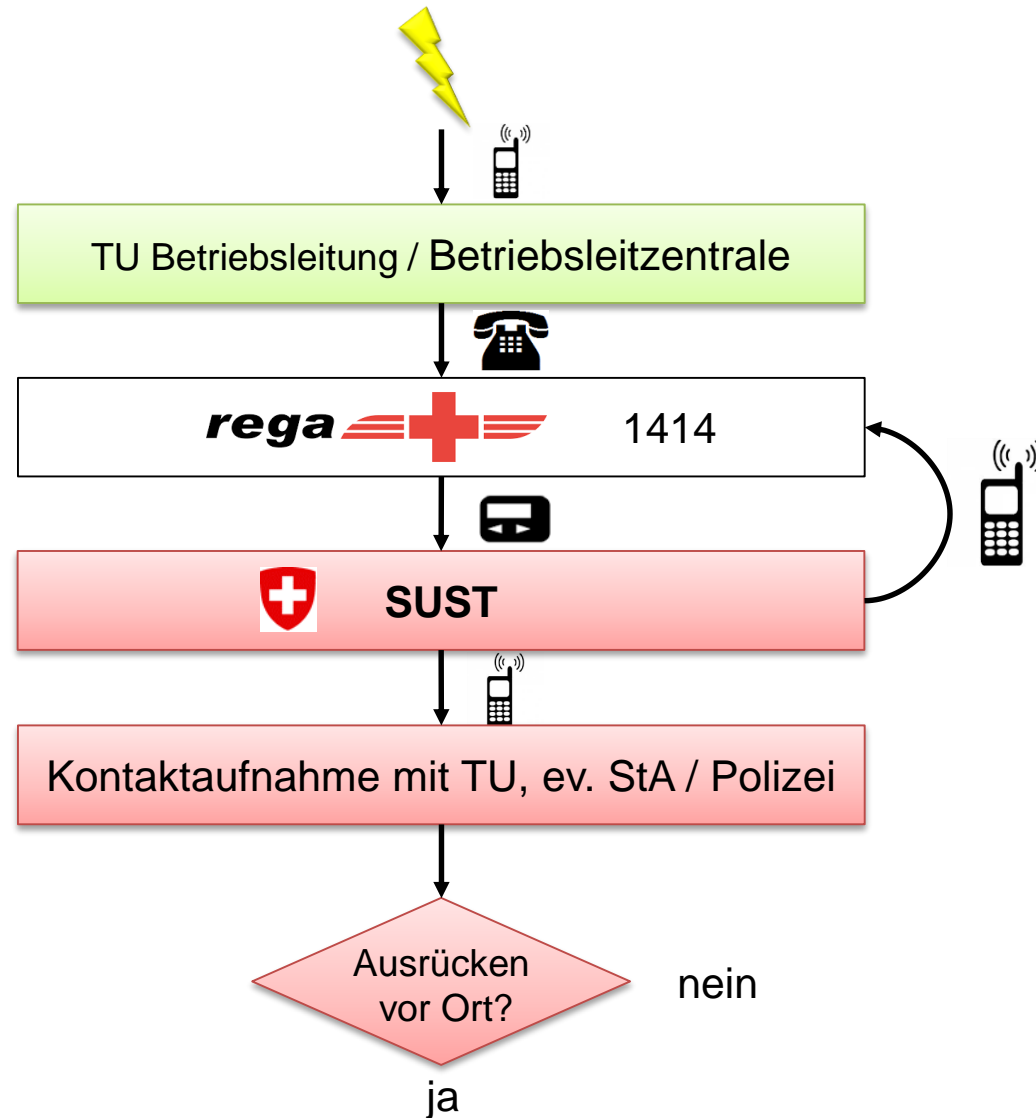 TU Betriebsleitung / Betriebsleitzentrale
rega 1414
SUST
Kontaktaufnahme mit TU, ev. StA / Polizei
Ausrücken
vor Ort?
nein
ja